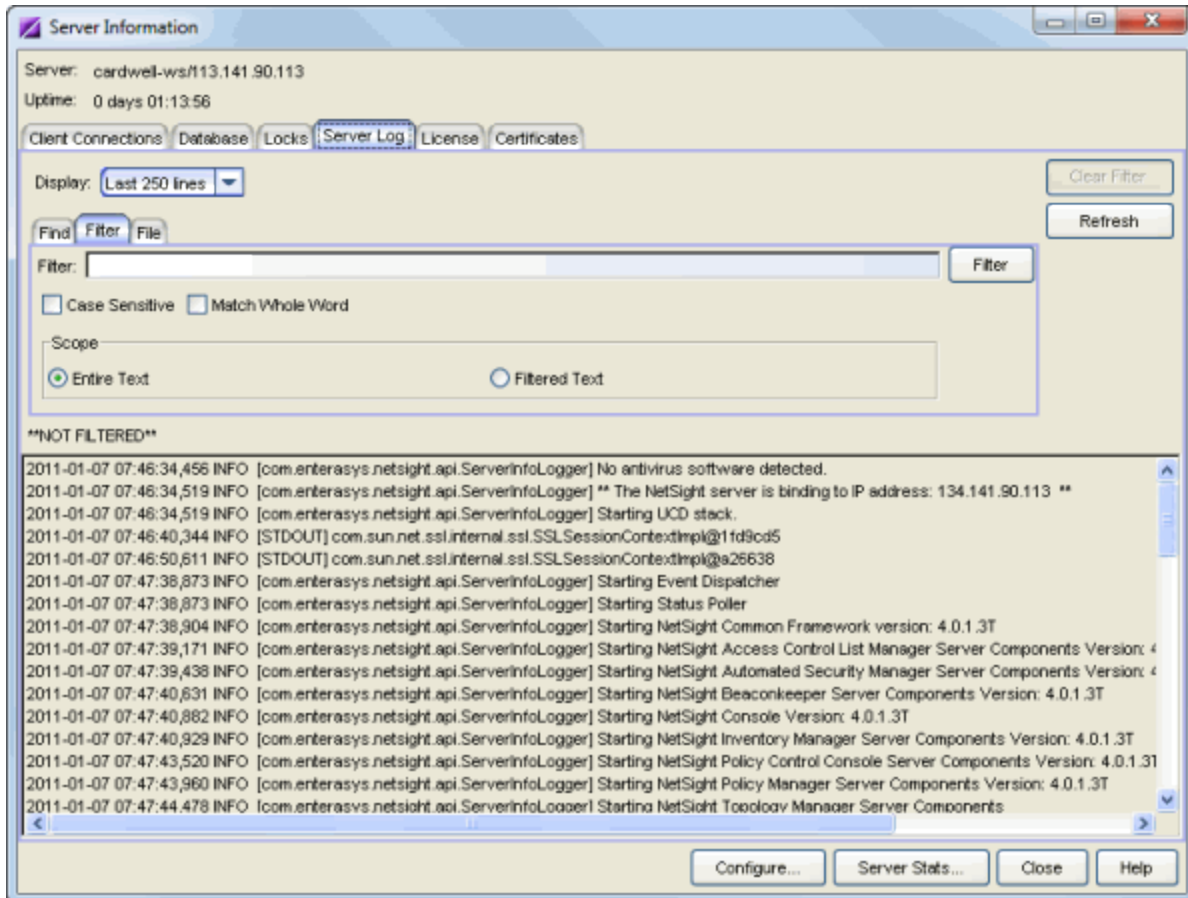 Server Information
Server: cardwell-ws/113.141.90.113
Uptime: 0 days 01:13:56
Client Connections Database Locks Server Log License Certificates
Display: Last 250 lines
Clear Filter
Refresh
Find Filter File
Filter: Filter
Case Sensitive Match Whole Word
Scope
Entire Text Filtered Text
**NOT FILTERED**
2011-01-07 07:46:34,456 INFO [com.enterasys.netsight.api.ServerInfoLogger] No antivirus software detected.
2011-01-07 07:46:34,519 INFO [com.enterasys.netsight.api.ServerInfoLogger] ** The NetSight server is binding to IP address: 134.141.90.113 **
2011-01-07 07:46:34,519 INFO [com.enterasys.netsight.api.ServerInfoLogger] Starting UCD stack.
2011-01-07 07:46:40,344 INFO [STDOUT] com.sun.net.ssl.internal.ssl.SSLSessionContextImpl@1fd9cd5
2011-01-07 07:46:50,611 INFO [STDOUT] com.sun.net.ssl.internal.ssl.SSLSessionContextImpl@a26638
2011-01-07 07:47:38,873 INFO [com.enterasys.netsight.api.ServerInfoLogger] Starting Event Dispatcher
2011-01-07 07:47:38,873 INFO [com.enterasys.netsight.api.ServerInfoLogger] Starting Status Poller
2011-01-07 07:47:38,904 INFO [com.enterasys.netsight.api.ServerInfoLogger] Starting NetSight Common Framework version: 4.0.1.3T
2011-01-07 07:47:39,171 INFO [com.enterasys.netsight.api.ServerInfoLogger] Starting NetSight Access Control List Manager Server Components Version: 4
2011-01-07 07:47:39,438 INFO [com.enterasys.netsight.api.ServerInfoLogger] Starting NetSight Automated Security Manager Server Components Version: 4
2011-01-07 07:47:40,631 INFO [com.enterasys.netsight.api.ServerInfoLogger] Starting NetSight Beaconkeeper Server Components Version: 4.0.1.3T
2011-01-07 07:47:40,882 INFO [com.enterasys.netsight.api.ServerInfoLogger] Starting NetSight Console Version: 4.0.1.3T
2011-01-07 07:47:40,929 INFO [com.enterasys.netsight.api.ServerInfoLogger] Starting NetSight Inventory Manager Server Components Version: 4.0.1.3T
2011-01-07 07:47:43,520 INFO [com.enterasys.netsight.api.ServerInfoLogger] Starting NetSight Policy Control Console Server Components Version: 4.0.1.3T
2011-01-07 07:47:43,960 INFO [com.enterasys.netsight.api.ServerInfoLogger] Starting NetSight Policy Manager Server Components Version: 4.0.1.3T
2011-01-07 07:47:44,478 INFO [com.enterasys.netsight.api.ServerInfoLogger] Starting NetSight Topology Manager Server Components
Configure... Server Stats... Close Help